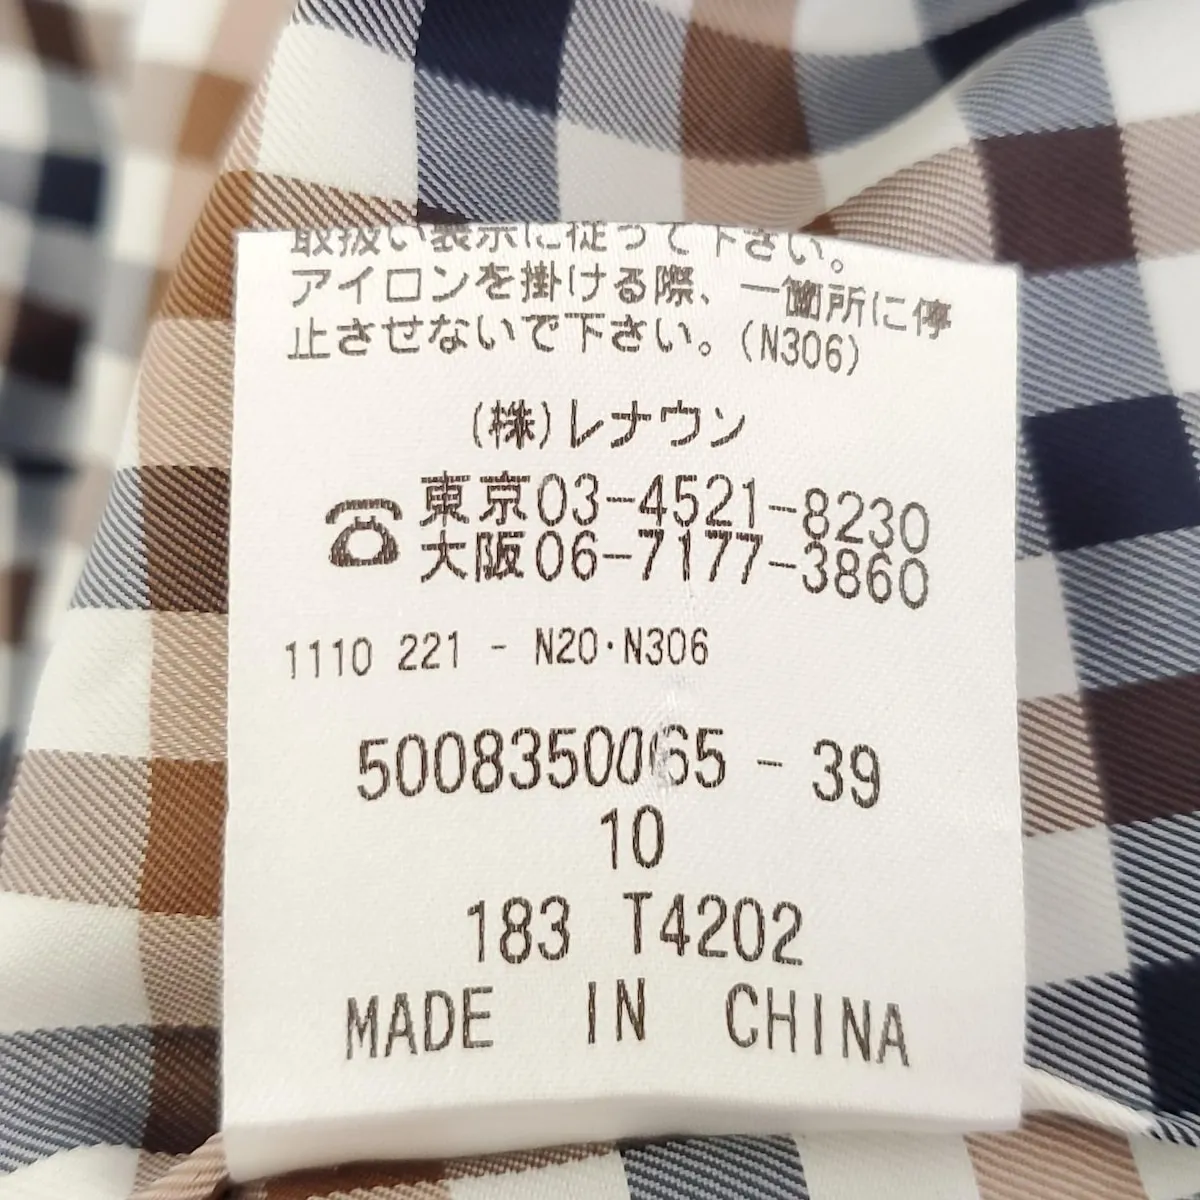 取扱い表示に従って下さい。
アイロンを掛ける際、一箇所に停
止させないで下さい。(N306)
(株)レナウン
☎東京03-4521-8230
大阪06-7177-3860
1110 221 - N20・N306
5008350065 - 39
10
183 T4202
MADE IN CHINA